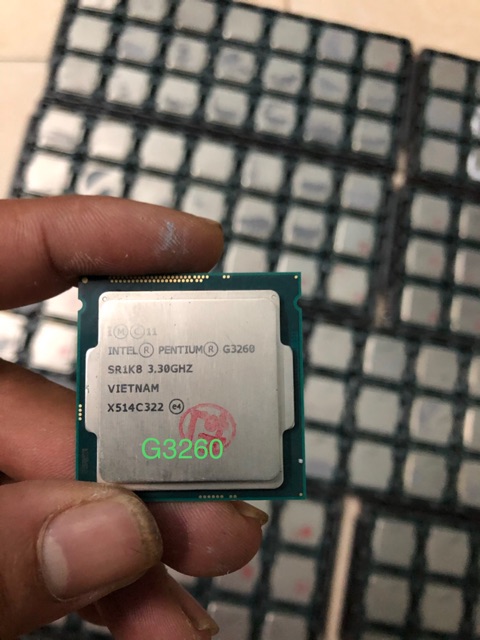 i Ⓜ Ⓒ 11
INTEL® PENTIUM® G3260
SR1K8 3.30GHZ
VIETNAM
X514C322 e4
G3260